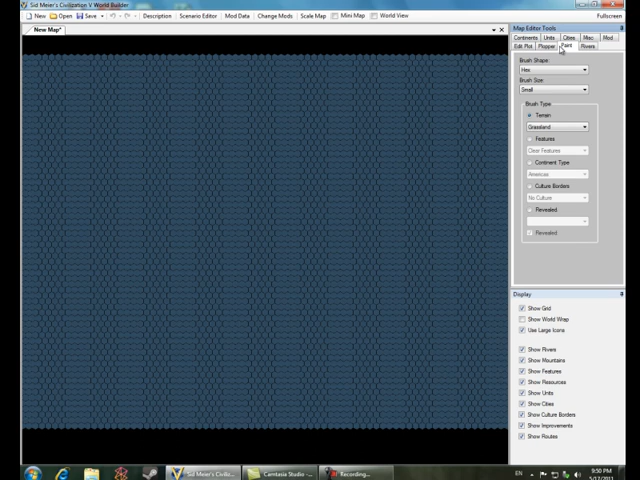 Sid Meier's Civilization V World Builder
New Open Save Description Scenario Editor Mod Data Change Mods Scale Map Mini Map World View Fullscreen
New Map*
Map Editor Tools
Continents Units Cities Misc Mod
Edit Plot Plopper Paint Rivers
Brush Shape:
Hex
Brush Size:
Small
Brush Type
Terrain
Grassland
Features
Clear Features
Continent Type
Americas
Culture Borders
No Culture
Revealed
Revealed
Display
Show Grid
Show World Wrap
Use Large Icons
Show Rivers
Show Mountains
Show Features
Show Resources
Show Units
Show Cities
Show Culture Borders
Show Improvements
Show Routes
Sid Meier's Civiliz... Camtasia Studio -... Recording...
EN
9:50 PM
5/17/2011